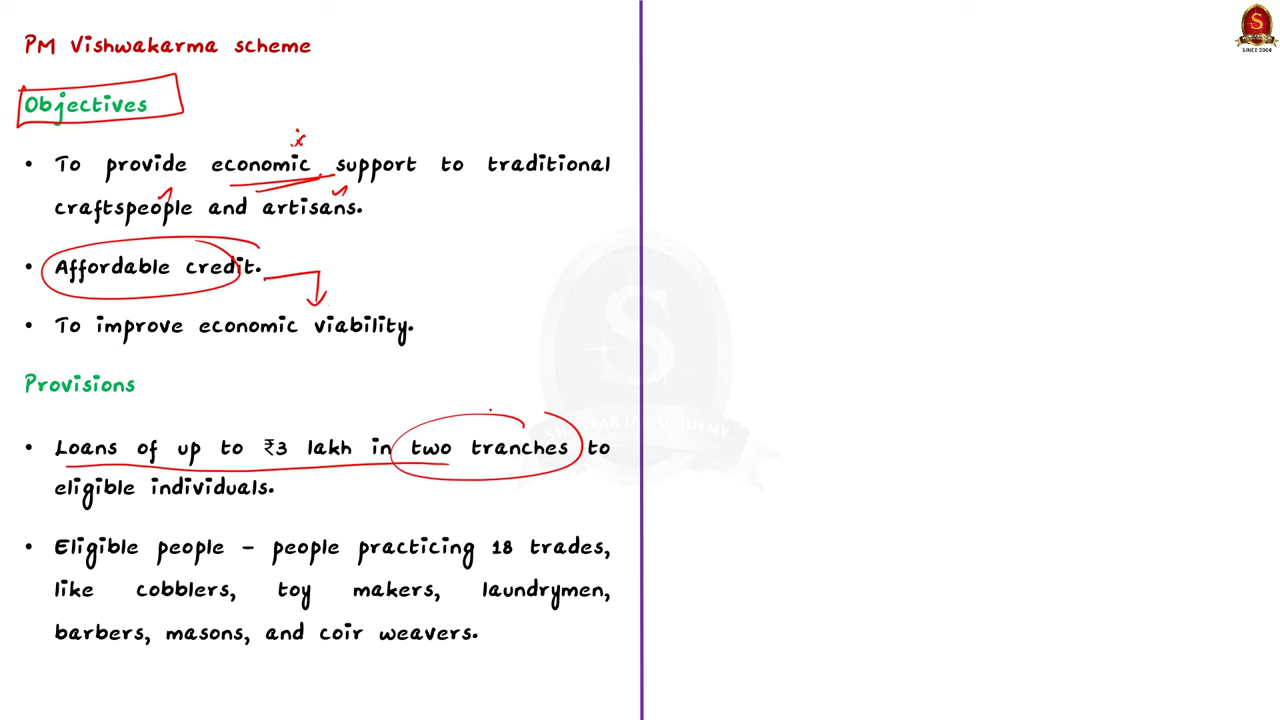 PM Vishwakarma scheme
Objectives
• To provide economic support to traditional
craftspeople and artisans.
• Affordable credit.
• To improve economic viability.
Provisions
• Loans of up to ₹3 lakh in two tranches to
eligible individuals.
• Eligible people – people practicing 18 trades,
like cobblers, toy makers, laundrymen,
barbers, masons, and coir weavers.
S
SINCE 2004